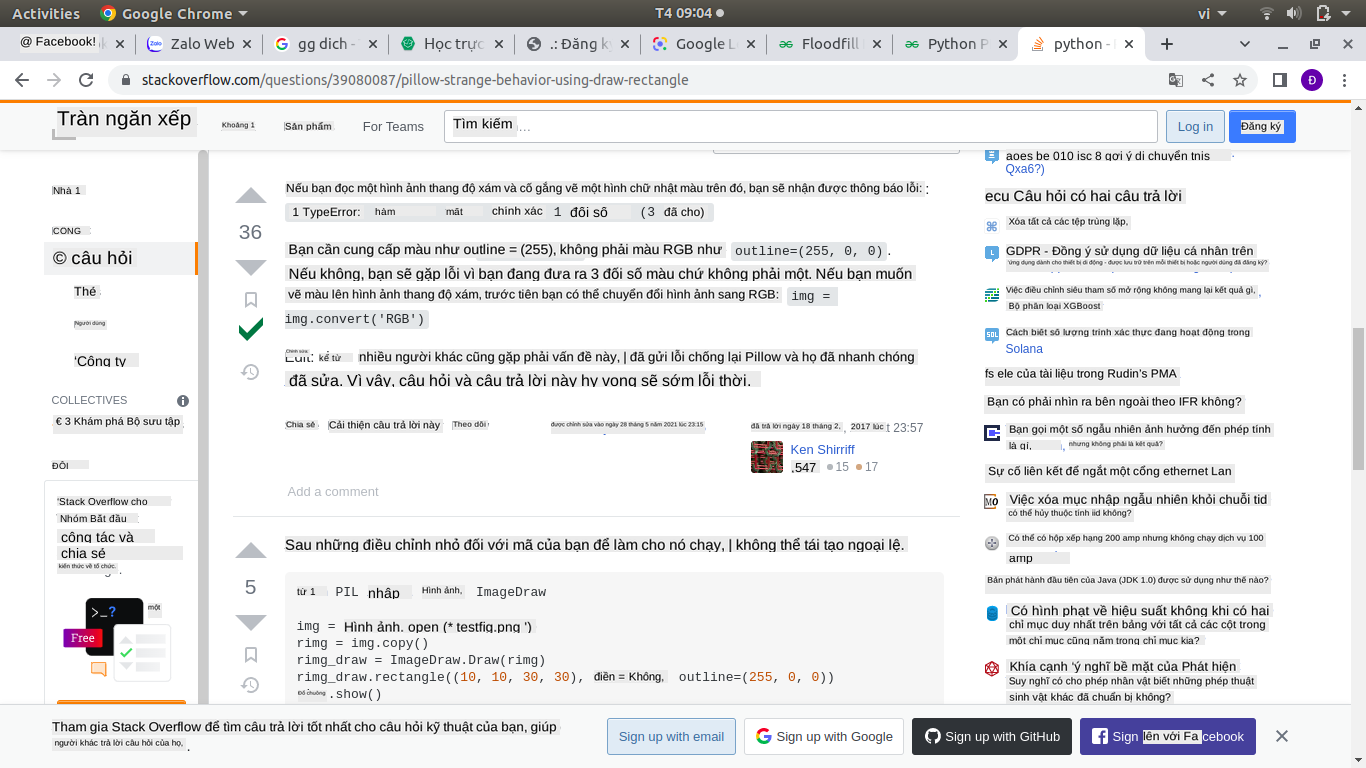 Activities
Google Chrome
T4 09:04
vi
@ Facebook!
Zalo Web
gg dich - T
Học trực
.: Đăng ký
Google L
Floodfill
Python P
python -
stackoverflow.com/questions/39080087/pillow-strange-behavior-using-draw-rectangle
Tràn ngăn xếp
Khoảng 1
Sản phẩm
For Teams
Tìm kiếm ...
Log in
Đăng ký
Nhà 1
CONG
© câu hỏi
Thẻ
Người dùng
'Công ty
COLLECTIVES
€ 3 Khám phá Bộ sưu tập
ĐỘI
'Stack Overflow cho
Nhóm Bắt đầu
công tác và
chia sẻ
kiến thức về tổ chức.
một
>_?
Free
36
Nếu bạn đọc một hình ảnh thang độ xám và cố gắng vẽ một hình chữ nhật màu trên đó, bạn sẽ nhận được thông báo lỗi: :
1 TypeError: hàm mất chính xác 1 đối số (3 đã cho)
Bạn cần cung cấp màu như outline = (255), không phải màu RGB như outline=(255, 0, 0) .
Nếu không, bạn sẽ gặp lỗi vì bạn đang đưa ra 3 đối số màu chứ không phải một. Nếu bạn muốn
vẽ màu lên hình ảnh thang độ xám, trước tiên bạn có thể chuyển đổi hình ảnh sang RGB: img =
img.convert('RGB')
Chỉnh sửa:
Edit: kể từ nhiều người khác cũng gặp phải vấn đề này, | đã gửi lỗi chống lại Pillow và họ đã nhanh chóng
đã sửa. Vì vậy, câu hỏi và câu trả lời này hy vọng sẽ sớm lỗi thời.
Chia sẻ
Cải thiện câu trả lời này
Theo dõi
được chỉnh sửa vào ngày 28 tháng 5 năm 2021 lúc 23:15
đã trả lời ngày 18 tháng 2, , 2017 lúc t 23:57
Ken Shirriff
.547 15 17
Add a comment
5
Sau những điều chỉnh nhỏ đối với mã của bạn để làm cho nó chạy, | không thể tái tạo ngoại lệ.
từ 1 PIL nhập Hình ảnh, ImageDraw
img = Hình ảnh. open (* testfig.png ')
rimg = img.copy()
rimg_draw = ImageDraw.Draw(rimg)
rimg_draw.rectangle((10, 10, 30, 30), điền = Không, outline=(255, 0, 0))
.show()
aoes be 010 isc 8 gợi ý di chuyển tnis
Qxa6?)
ecu Câu hỏi có hai câu trả lời
Xóa tất cả các tệp trùng lặp,
GDPR - Đồng ý sử dụng dữ liệu cá nhân trên
'ứng dụng dành cho thiết bị di động - được lưu trữ trên mỗi thiết bị hoặc người dùng đã đăng ký?
Việc điều chỉnh siêu tham số mở rộng không mang lại kết quả gì, ,
Bộ phân loại XGBoost
Cách biết số lượng trình xác thực đang hoạt động trong
Solana
fs ele của tài liệu trong Rudin's PMA
Bạn có phải nhìn ra bên ngoài theo IFR không?
Bạn gọi một số ngẫu nhiên ảnh hưởng đến phép tính
là gì, , nhưng không phải là kết quả?
Sự cố liên kết để ngắt một cổng ethernet Lan
Việc xóa mục nhập ngẫu nhiên khỏi chuỗi tid
có thể hủy thuộc tính iid không?
Có thể có hộp xếp hạng 200 amp nhưng không chạy dịch vụ 100
amp
Bản phát hành đầu tiên của Java (JDK 1.0) được sử dụng như thế nào?
Có hình phạt về hiệu suất không khi có hai
chỉ mục duy nhất trên bảng với tất cả các cột trong
một chỉ mục cũng nằm trong chỉ mục kia?
Khía cạnh 'ý nghĩ bề mặt của Phát hiện
Suy nghĩ có cho phép nhân vật biết những phép thuật
sinh vật khác đã chuẩn bị không?
Tham gia Stack Overflow để tìm câu trả lời tốt nhất cho câu hỏi kỹ thuật của bạn, giúp
người khác trả lời câu hỏi của họ, .
Sign up with email
Sign up with Google
Sign up with GitHub
Sign lên với Fa cebook